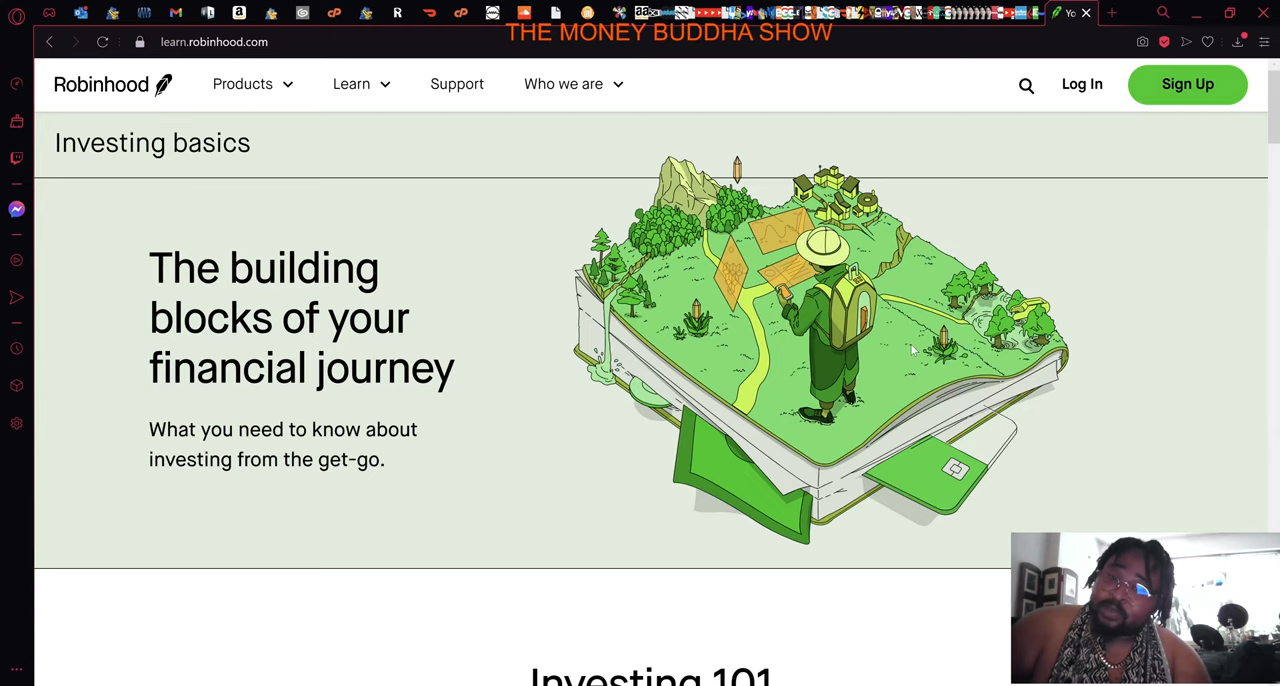 THE MONEY BUDDHA SHOW
learn.robinhood.com
Robinhood
Products
Learn
Support
Who we are
Log In
Sign Up
Investing basics
The building
blocks of your
financial journey
What you need to know about
investing from the get-go.
Investing 101